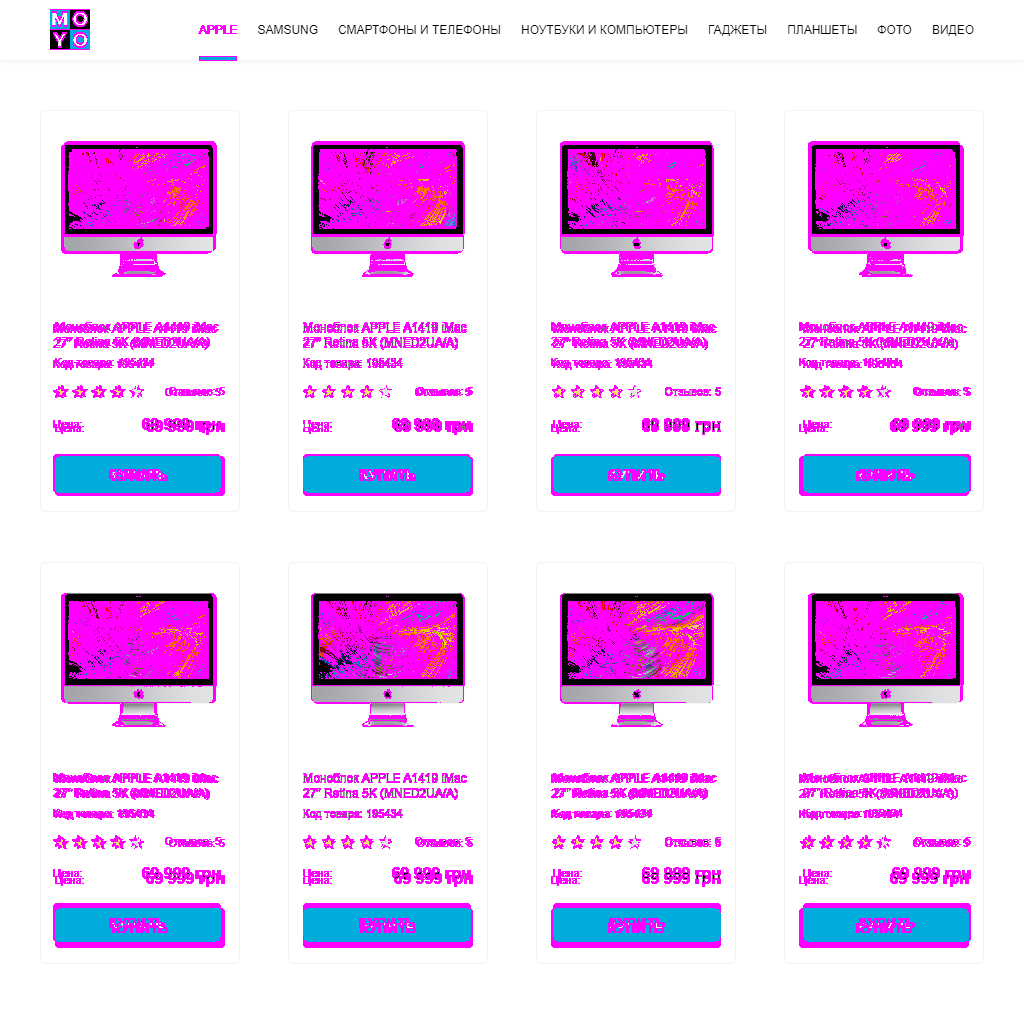 MOYO
APPLE SAMSUNG СМАРТФОНЫ И ТЕЛЕФОНЫ НОУТБУКИ И КОМПЬЮТЕРЫ ГАДЖЕТЫ ПЛАНШЕТЫ ФОТО ВИДЕО
Моноблок APPLE A1419 iMac 27" Retina 5K (MNED2UA/A)
Код товара: 195434
Отзывов: 5
Цена: 69 999 грн
КУПИТЬ
Моноблок APPLE A1419 iMac 27" Retina 5K (MNED2UA/A)
Код товара: 195434
Отзывов: 5
Цена: 69 999 грн
КУПИТЬ
Моноблок APPLE A1419 iMac 27" Retina 5K (MNED2UA/A)
Код товара: 195434
Отзывов: 5
Цена: 69 999 грн
КУПИТЬ
Моноблок APPLE A1419 iMac 27" Retina 5K (MNED2UA/A)
Код товара: 195434
Отзывов: 5
Цена: 69 999 грн
КУПИТЬ
Моноблок APPLE A1419 iMac 27" Retina 5K (MNED2UA/A)
Код товара: 195434
Отзывов: 5
Цена: 69 999 грн
КУПИТЬ
Моноблок APPLE A1419 iMac 27" Retina 5K (MNED2UA/A)
Код товара: 195434
Отзывов: 5
Цена: 69 999 грн
КУПИТЬ
Моноблок APPLE A1419 iMac 27" Retina 5K (MNED2UA/A)
Код товара: 195434
Отзывов: 5
Цена: 69 999 грн
КУПИТЬ
Моноблок APPLE A1419 iMac 27" Retina 5K (MNED2UA/A)
Код товара: 195434
Отзывов: 5
Цена: 69 999 грн
КУПИТЬ